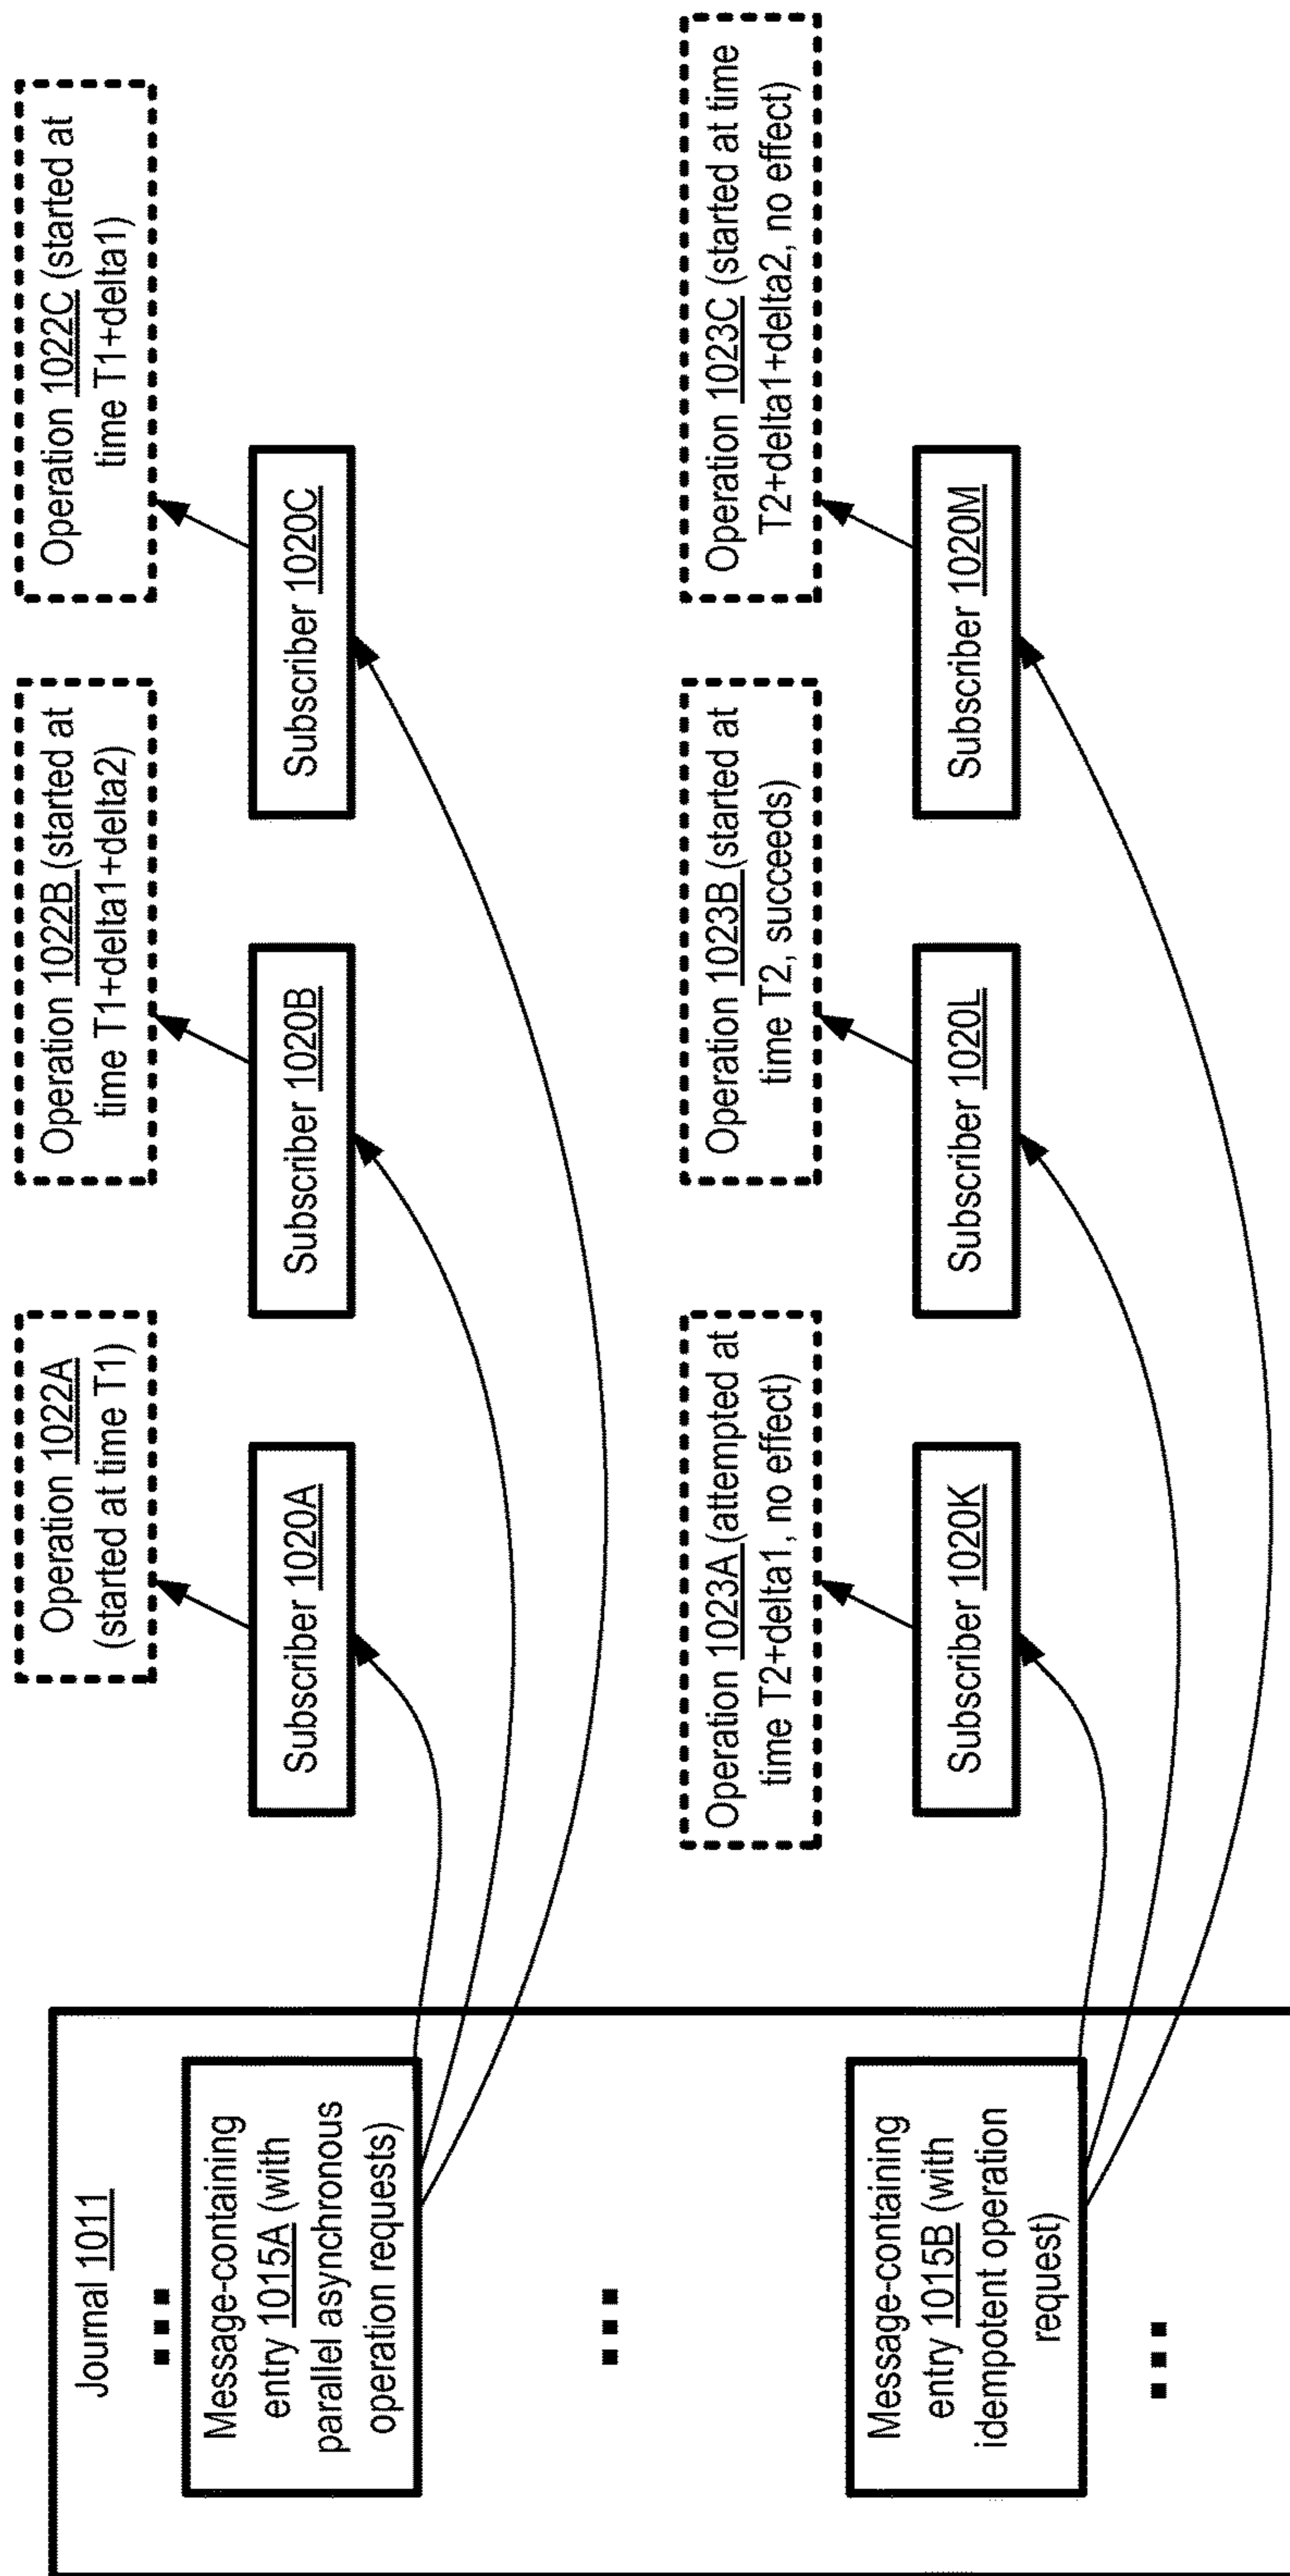 Journal 1011
Message-containing
entry 1015A (with
parallel asynchronous
operation requests)
Operation 1022A
(started at time T1)
Subscriber 1020A
Operation 1022B (started at
time T1+delta1+delta2)
Subscriber 1020B
Operation 1022C (started at
time T1+delta1)
Subscriber 1020C
Message-containing
entry 1015B (with
idempotent operation
request)
Operation 1023A (attempted at
time T2+delta1, no effect)
Subscriber 1020K
Operation 1023B (started at
time T2, succeeds)
Subscriber 1020L
Operation 1023C (started at time
T2+delta1+delta2, no effect)
Subscriber 1020M